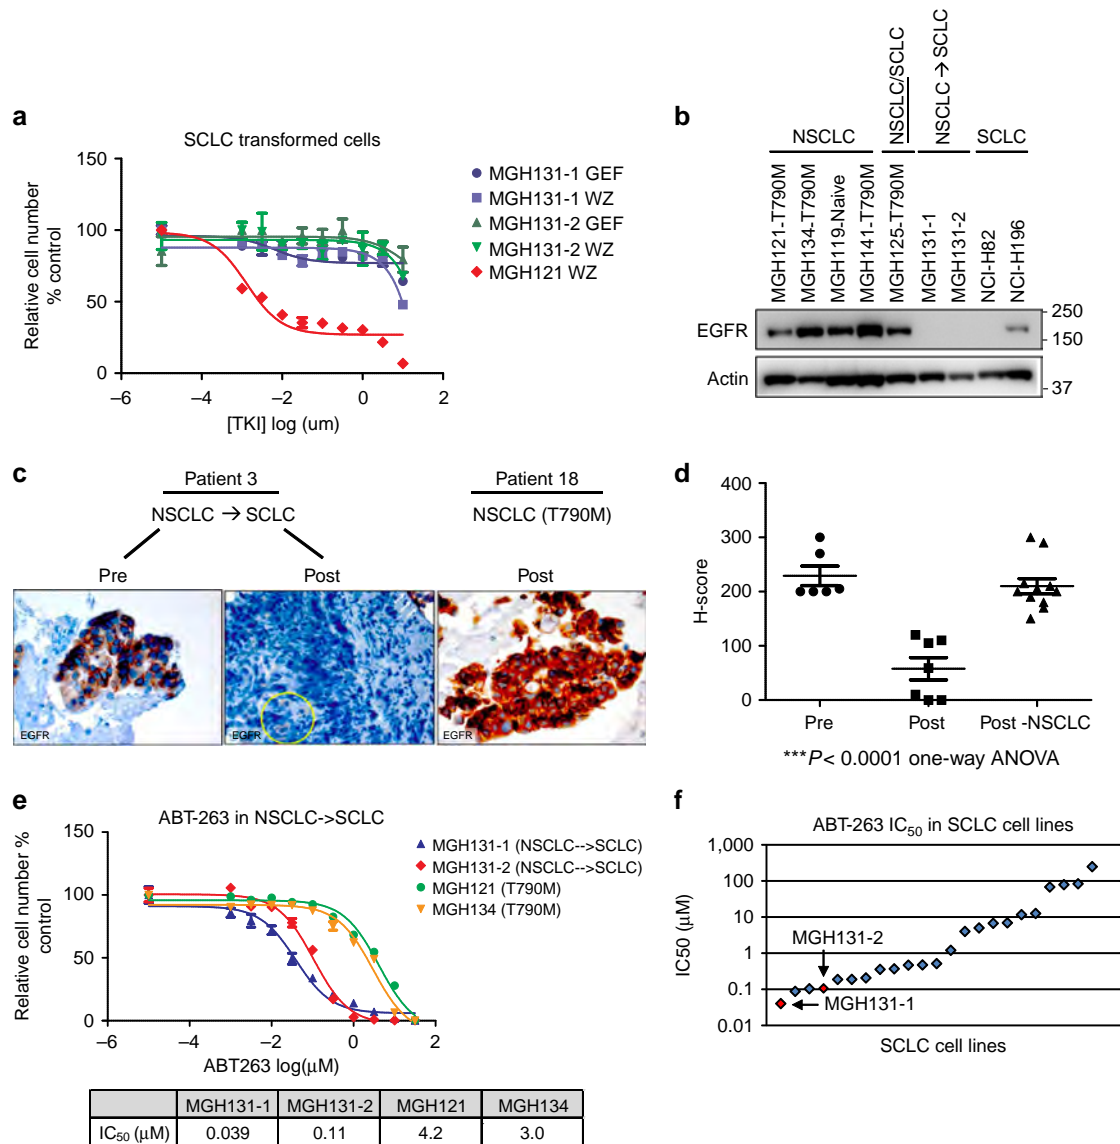 a
SCLC transformed cells
Relative cell number
% control
150
100
50
0
−6
−4
−2
0
2
[TKI] log (um)
MGH131-1 GEF
MGH131-1 WZ
MGH131-2 GEF
MGH131-2 WZ
MGH121 WZ
b
NSCLC
NSCLC/SCLC
NSCLC → SCLC
SCLC
MGH121-T790M
MGH134-T790M
MGH119-Naive
MGH141-T790M
MGH125-T790M
MGH131-1
MGH131-2
NCI-H82
NCI-H196
EGFR
250
150
Actin
37
c
Patient 3
NSCLC → SCLC
Pre
Post
Patient 18
NSCLC (T790M)
Post
EGFR
EGFR
EGFR
d
H-score
400
300
200
100
0
Pre
Post
Post -NSCLC
***P< 0.0001 one-way ANOVA
e
ABT-263 in NSCLC->SCLC
Relative cell number %
control
150
100
50
0
−6
−4
−2
0
2
ABT263 log(μM)
MGH131-1 (NSCLC-->SCLC)
MGH131-2 (NSCLC-->SCLC)
MGH121 (T790M)
MGH134 (T790M)
MGH131-1 MGH131-2 MGH121 MGH134
IC50 (μM) 0.039 0.11 4.2 3.0
f
ABT-263 IC50 in SCLC cell lines
IC50 (μM)
1,000
100
10
1
0.1
0.01
MGH131-2
MGH131-1
SCLC cell lines